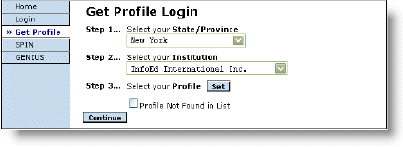 Home
Login
» Get Profile
SPIN
GENIUS
Get Profile Login
Step 1... Select your State/Province
New York
Step 2... Select your Institution
InfoEd International Inc.
Step 3... Select your Profile Set
Profile Not Found in List
Continue